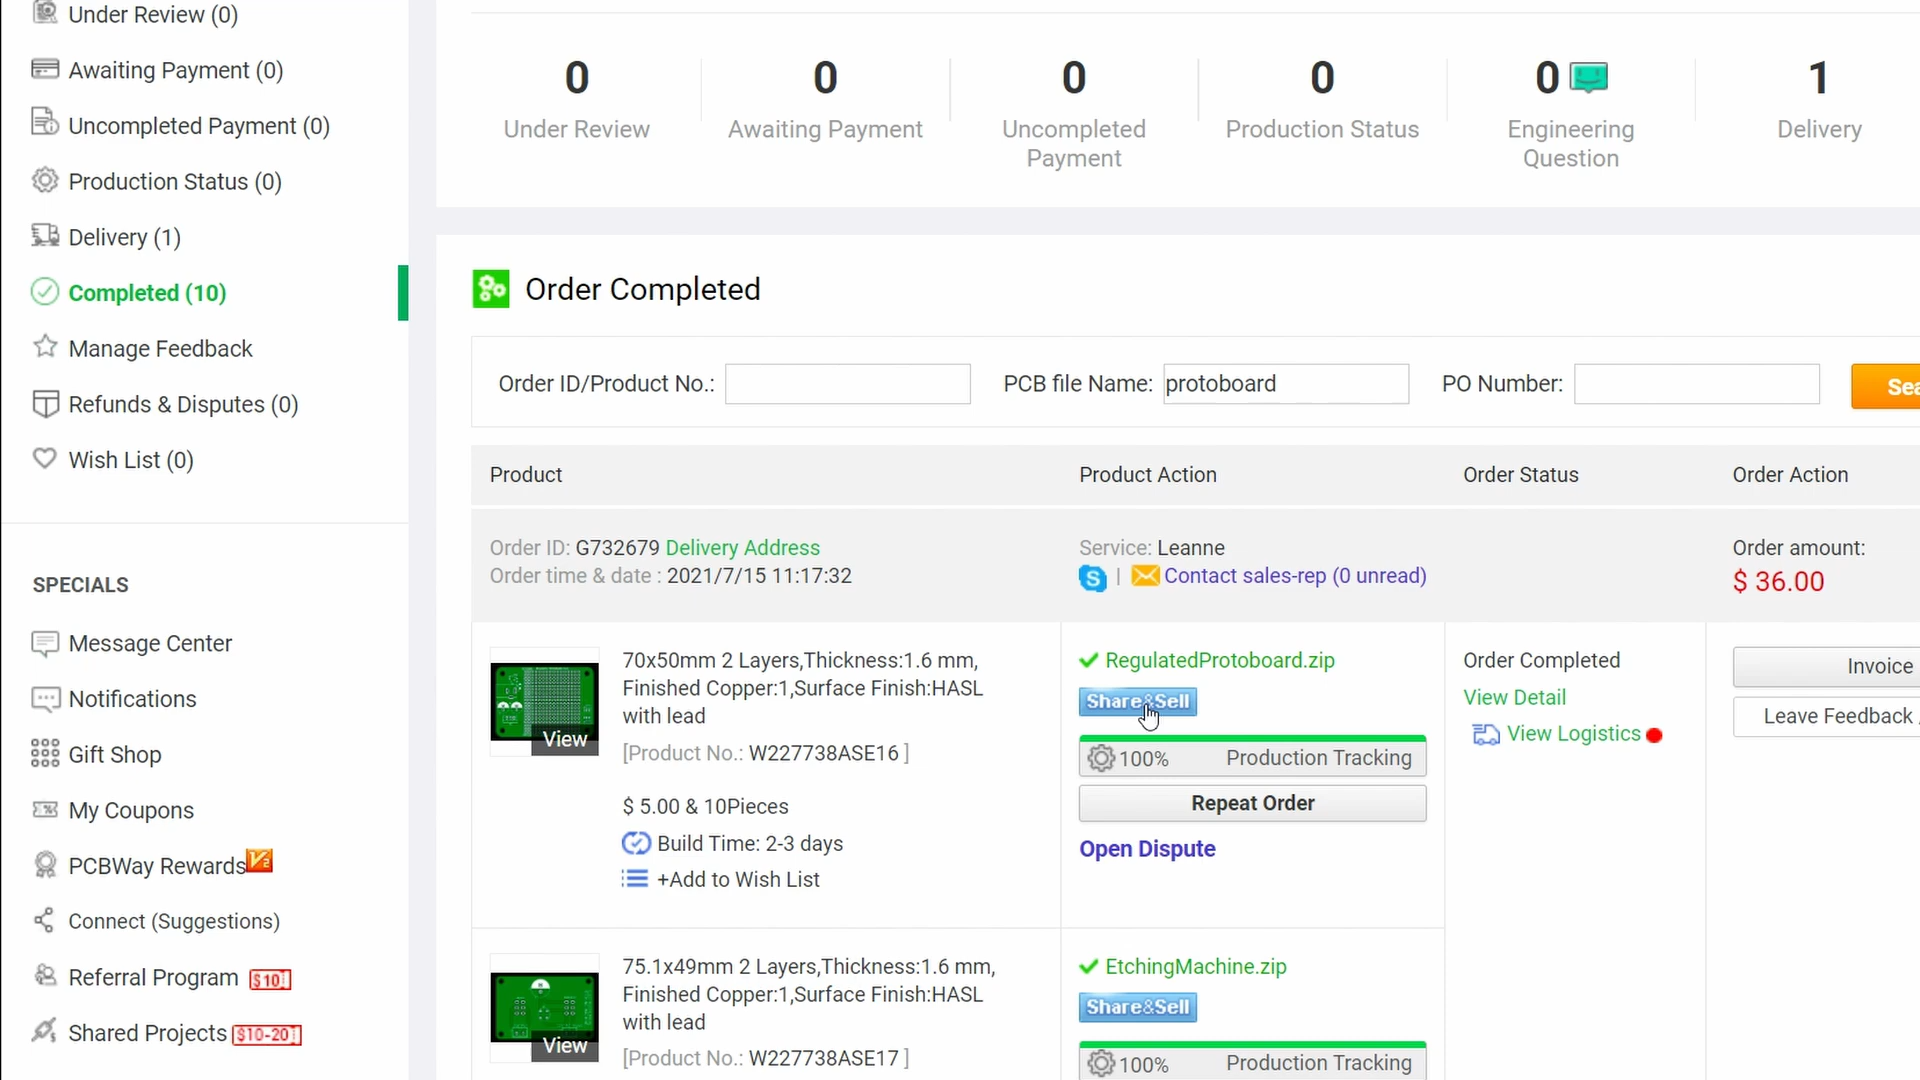 Under Review (0)
Awaiting Payment (0)
Uncompleted Payment (0)
Production Status (0)
Delivery (1)
Completed (10)
Manage Feedback
Refunds & Disputes (0)
Wish List (0)
SPECIALS
Message Center
Notifications
Gift Shop
My Coupons
PCBWay Rewards V2
Connect (Suggestions)
Referral Program $10
Shared Projects $10-20
0
Under Review
0
Awaiting Payment
0
Uncompleted
Payment
0
Production Status
0
Engineering
Question
1
Delivery
Order Completed
Order ID/Product No.:
PCB file Name: protoboard
PO Number:
Sea
Product
Product Action
Order Status
Order Action
Order ID: G732679 Delivery Address
Order time & date : 2021/7/15 11:17:32
Service: Leanne
S | Contact sales-rep (0 unread)
Order amount:
$ 36.00
View
70x50mm 2 Layers,Thickness:1.6 mm,
Finished Copper:1,Surface Finish:HASL
with lead
[Product No.: W227738ASE16 ]
$ 5.00 & 10Pieces
Build Time: 2-3 days
+Add to Wish List
RegulatedProtoboard.zip
Share&Sell
100% Production Tracking
Repeat Order
Open Dispute
Order Completed
View Detail
View Logistics
Invoice
Leave Feedback
View
75.1x49mm 2 Layers,Thickness:1.6 mm,
Finished Copper:1,Surface Finish:HASL
with lead
[Product No.: W227738ASE17 ]
EtchingMachine.zip
Share&Sell
100% Production Tracking